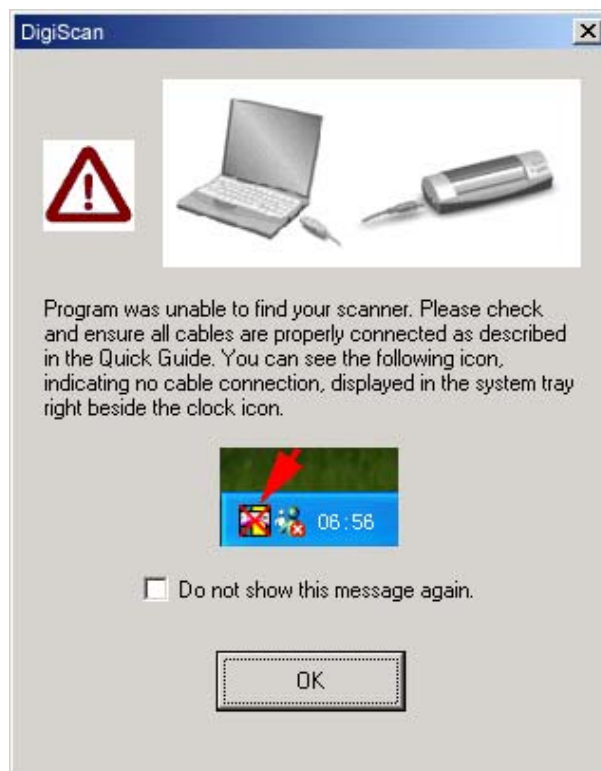 DigiScan
Program was unable to find your scanner. Please check
and ensure all cables are properly connected as described
in the Quick Guide. You can see the following icon,
indicating no cable connection, displayed in the system tray
right beside the clock icon.
06:56
Do not show this message again.
OK